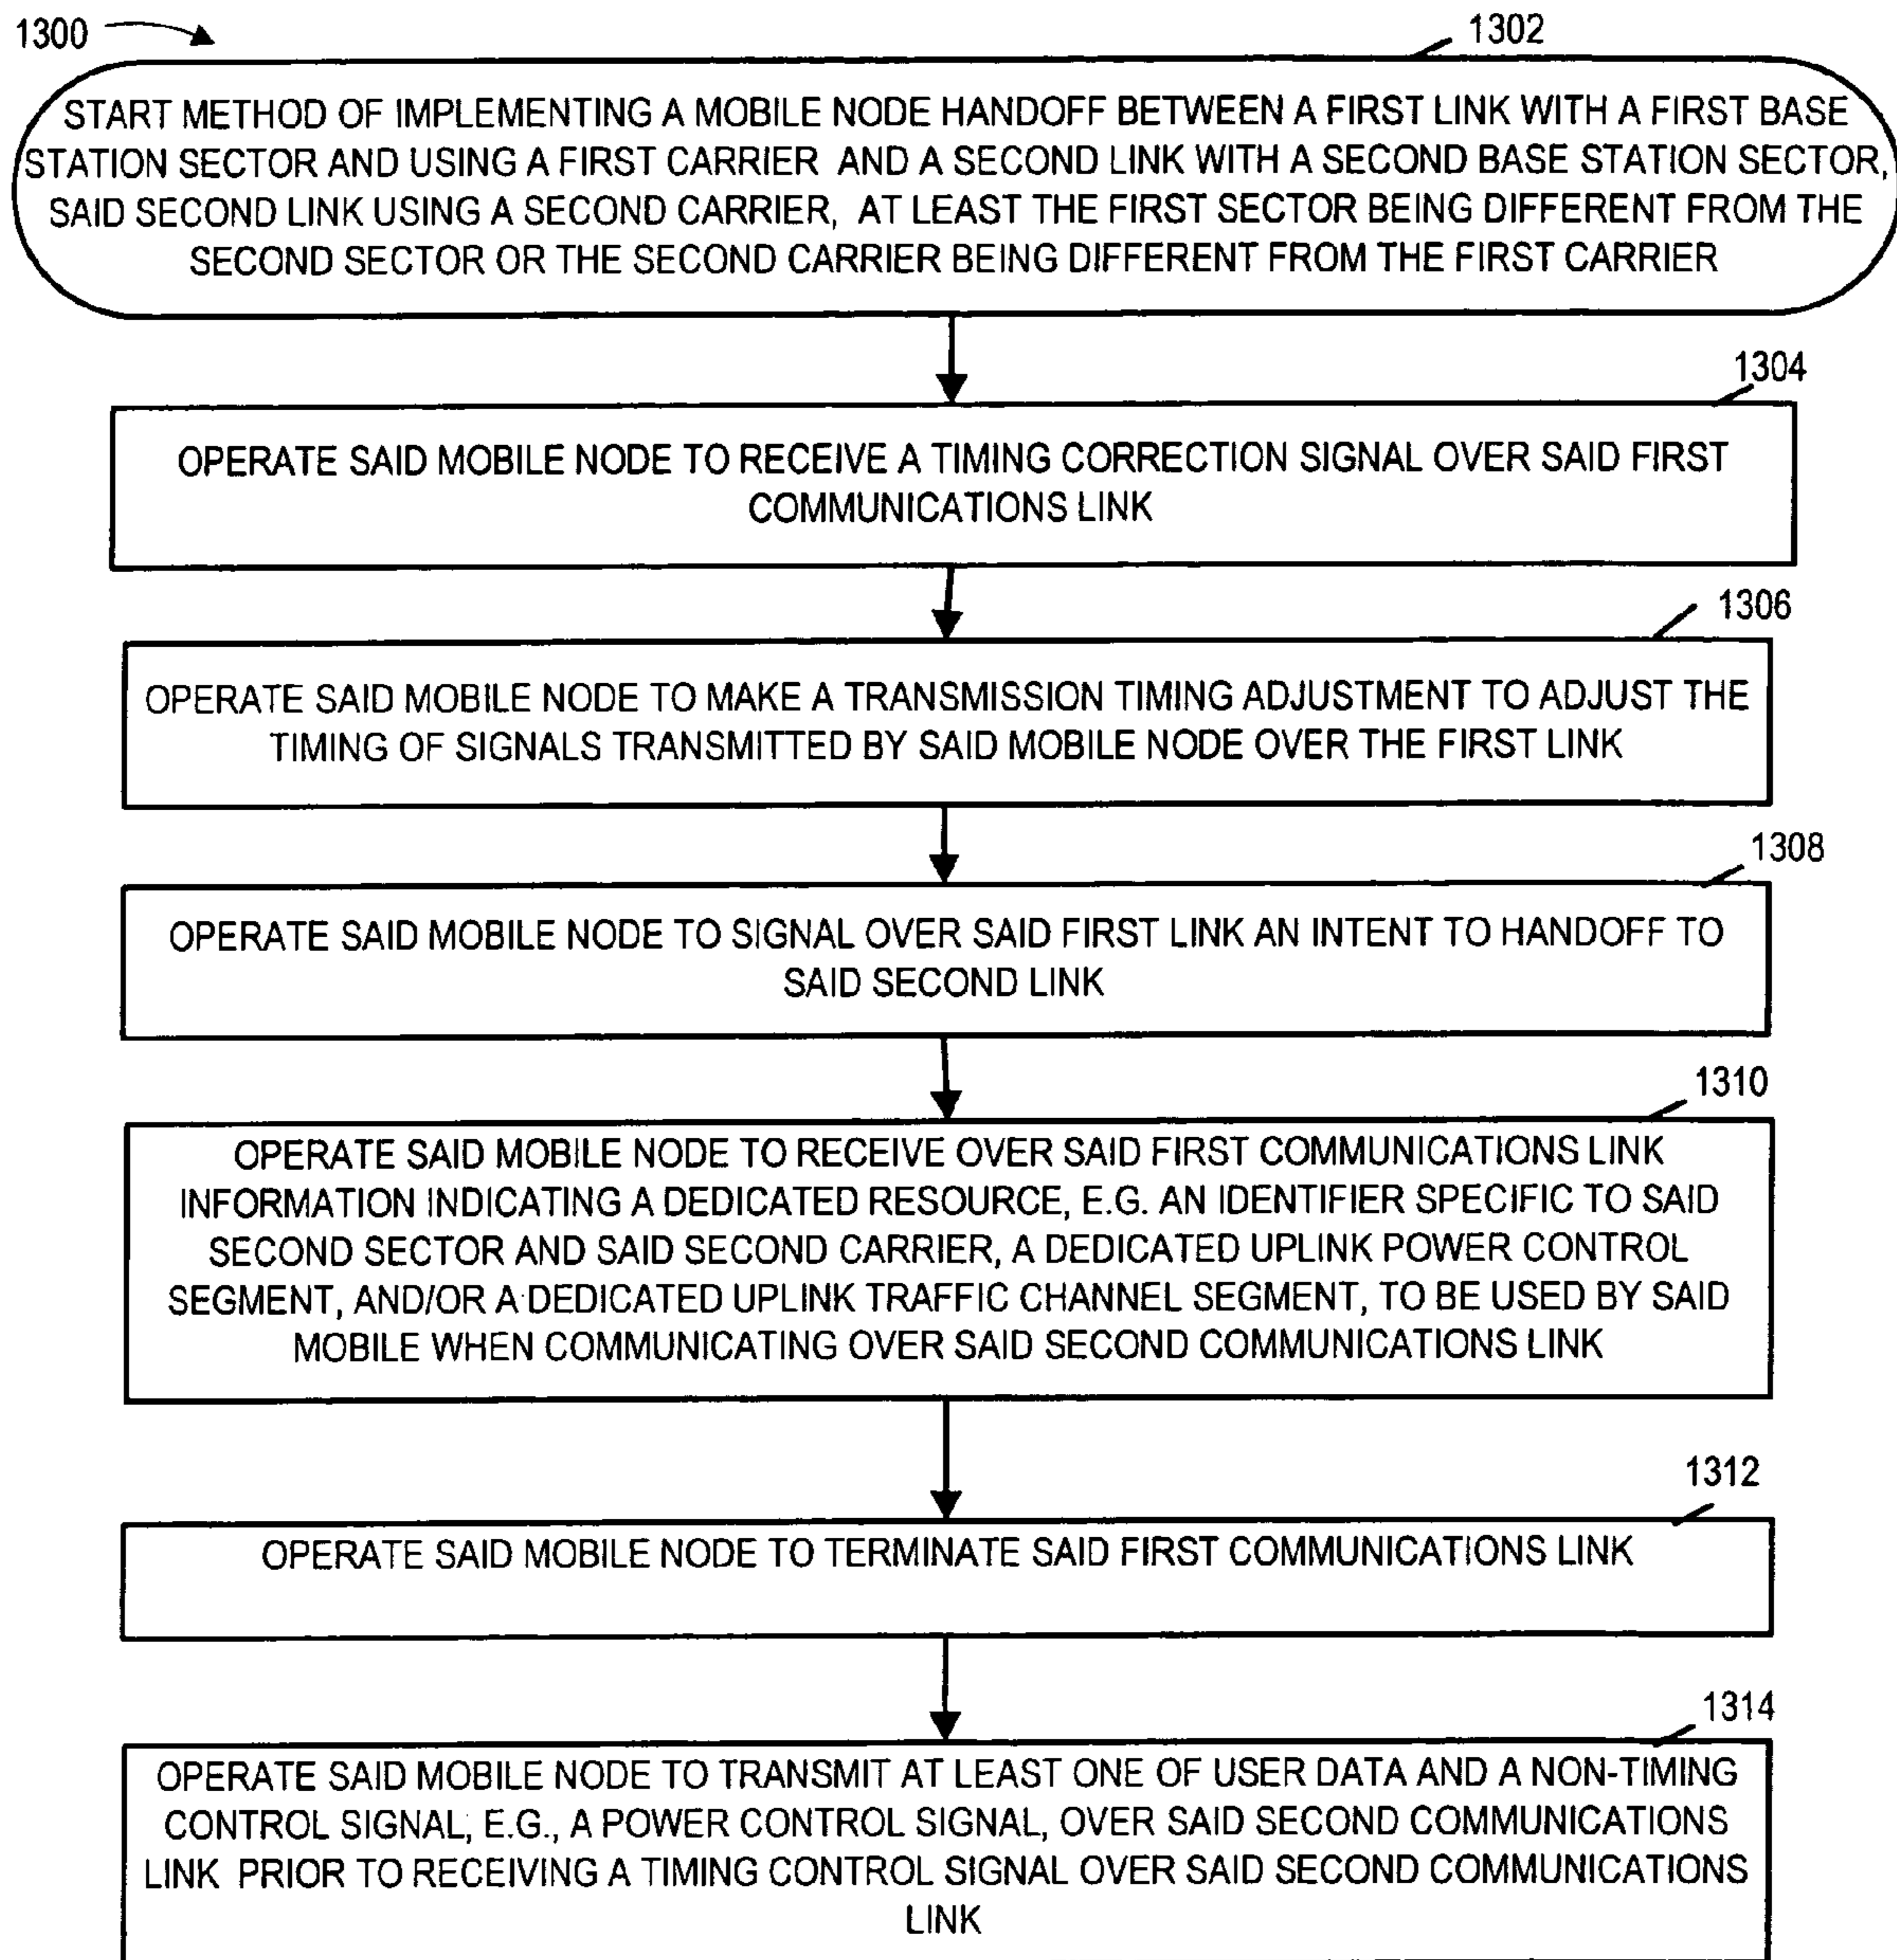 1300
1302
START METHOD OF IMPLEMENTING A MOBILE NODE HANDOFF BETWEEN A FIRST LINK WITH A FIRST BASE
STATION SECTOR AND USING A FIRST CARRIER AND A SECOND LINK WITH A SECOND BASE STATION SECTOR,
SAID SECOND LINK USING A SECOND CARRIER, AT LEAST THE FIRST SECTOR BEING DIFFERENT FROM THE
SECOND SECTOR OR THE SECOND CARRIER BEING DIFFERENT FROM THE FIRST CARRIER
1304
OPERATE SAID MOBILE NODE TO RECEIVE A TIMING CORRECTION SIGNAL OVER SAID FIRST
COMMUNICATIONS LINK
1306
OPERATE SAID MOBILE NODE TO MAKE A TRANSMISSION TIMING ADJUSTMENT TO ADJUST THE
TIMING OF SIGNALS TRANSMITTED BY SAID MOBILE NODE OVER THE FIRST LINK
1308
OPERATE SAID MOBILE NODE TO SIGNAL OVER SAID FIRST LINK AN INTENT TO HANDOFF TO
SAID SECOND LINK
1310
OPERATE SAID MOBILE NODE TO RECEIVE OVER SAID FIRST COMMUNICATIONS LINK
INFORMATION INDICATING A DEDICATED RESOURCE, E.G. AN IDENTIFIER SPECIFIC TO SAID
SECOND SECTOR AND SAID SECOND CARRIER, A DEDICATED UPLINK POWER CONTROL
SEGMENT, AND/OR A DEDICATED UPLINK TRAFFIC CHANNEL SEGMENT, TO BE USED BY SAID
MOBILE WHEN COMMUNICATING OVER SAID SECOND COMMUNICATIONS LINK
1312
OPERATE SAID MOBILE NODE TO TERMINATE SAID FIRST COMMUNICATIONS LINK
1314
OPERATE SAID MOBILE NODE TO TRANSMIT AT LEAST ONE OF USER DATA AND A NON-TIMING
CONTROL SIGNAL, E.G., A POWER CONTROL SIGNAL, OVER SAID SECOND COMMUNICATIONS
LINK PRIOR TO RECEIVING A TIMING CONTROL SIGNAL OVER SAID SECOND COMMUNICATIONS
LINK